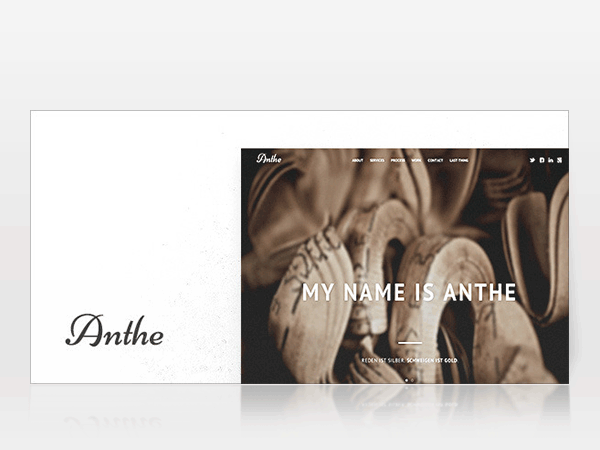 Anthe
ABOUT SERVICES PROCESS WORK CONTACT LAST THING
MY NAME IS ANTHE
REDEN IST SILBER. SCHWEIGEN IST GOLD.
Anthe